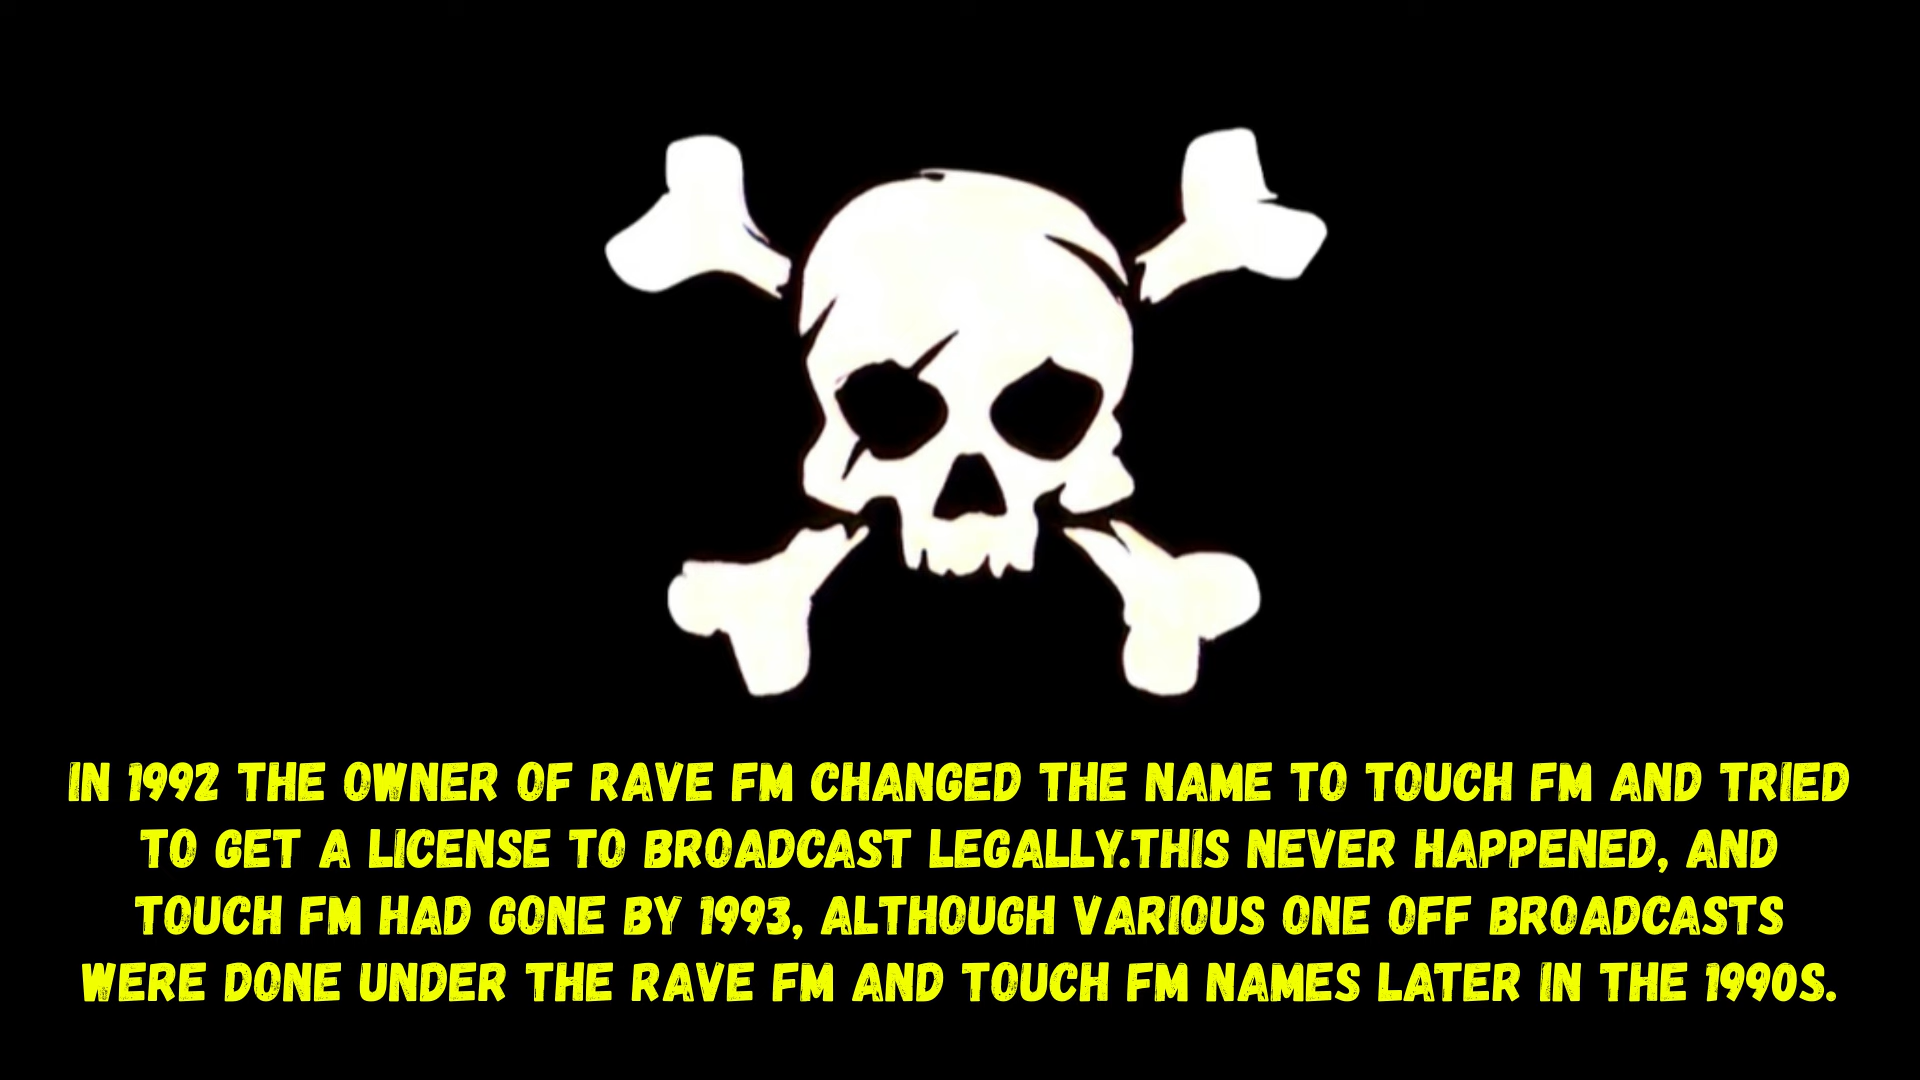 IN 1992 THE OWNER OF RAVE FM CHANGED THE NAME TO TOUCH FM AND TRIED
TO GET A LICENSE TO BROADCAST LEGALLY.THIS NEVER HAPPENED, AND
TOUCH FM HAD GONE BY 1993, ALTHOUGH VARIOUS ONE OFF BROADCASTS
WERE DONE UNDER THE RAVE FM AND TOUCH FM NAMES LATER IN THE 1990S.